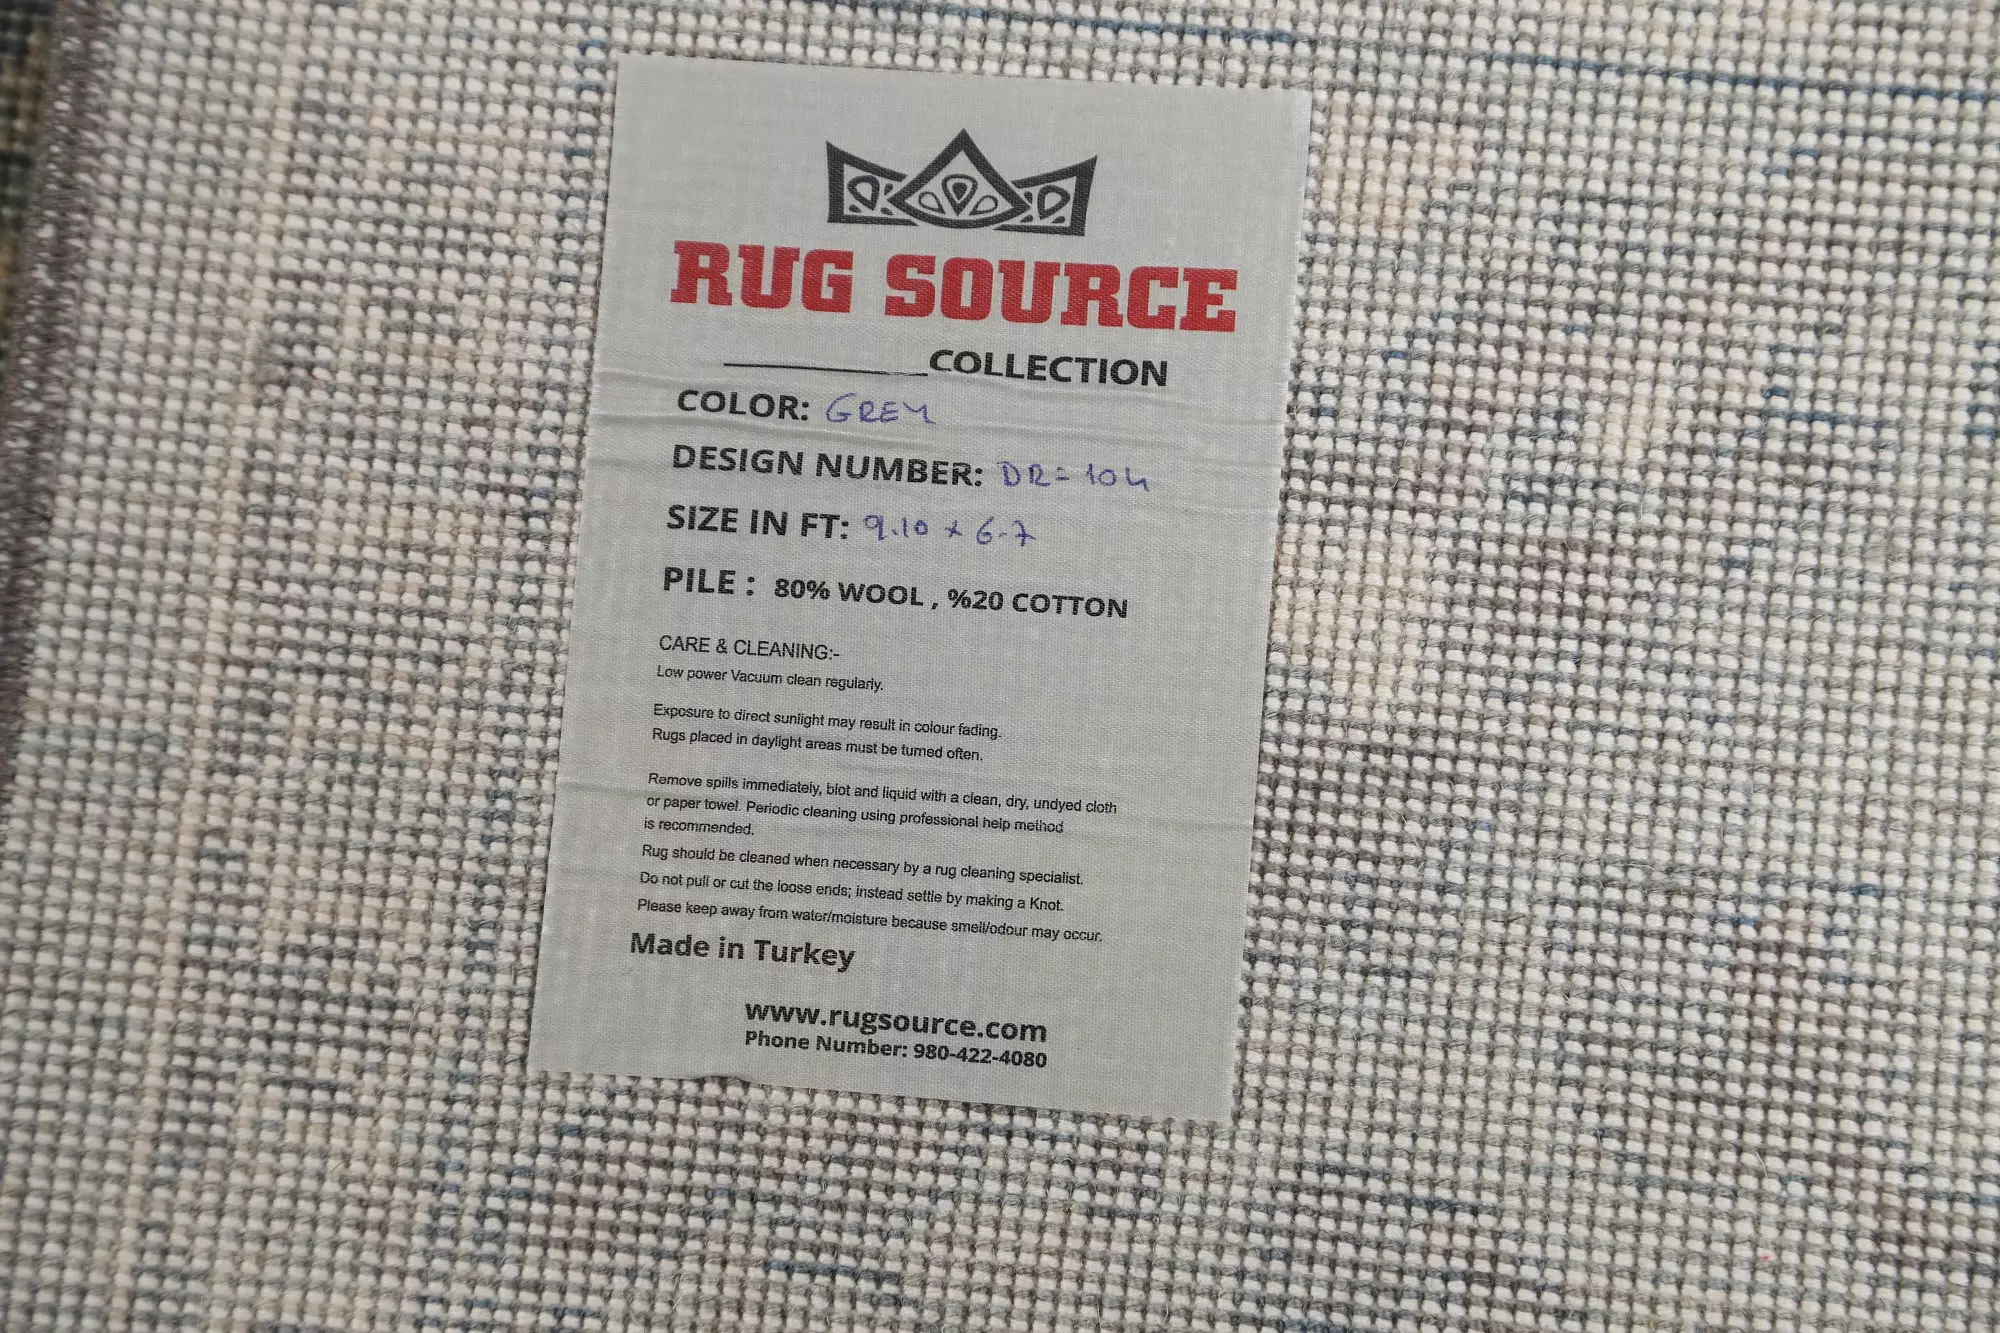 RUG SOURCE
__________COLLECTION
COLOR: GREY
DESIGN NUMBER: DR-104
SIZE IN FT: 9.10 x 6.7
PILE : 80% WOOL , %20 COTTON
CARE & CLEANING:-
Low power Vacuum clean regularly.
Exposure to direct sunlight may result in colour fading.
Rugs placed in daylight areas must be turned often.
Remove spills immediately, blot and liquid with a clean, dry, undyed cloth
or paper towel. Periodic cleaning using professional help method
is recommended.
Rug should be cleaned when necessary by a rug cleaning specialist.
Do not pull or cut the loose ends; instead settle by making a Knot.
Please keep away from water/moisture because smell/odour may occur.
Made in Turkey
www.rugsource.com
Phone Number: 980-422-4080